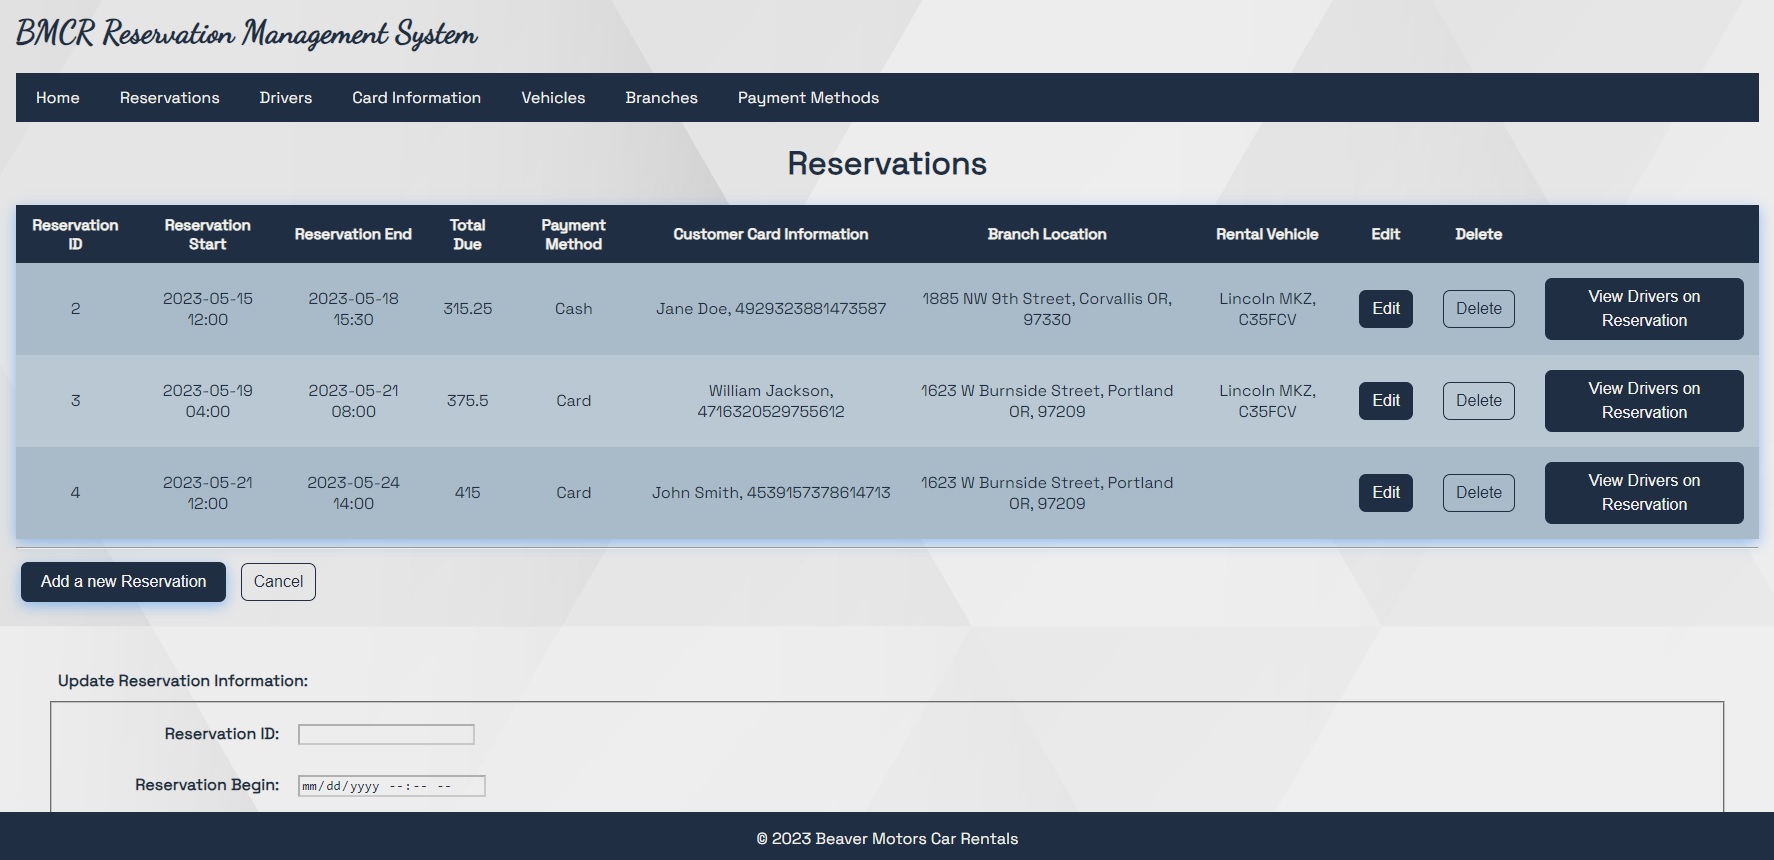 BMCR Reservation Management System
Home Reservations Drivers Card Information Vehicles Branches Payment Methods
Reservations
Reservation ID Reservation Start Reservation End Total Due Payment Method Customer Card Information Branch Location Rental Vehicle Edit Delete
2 2023-05-15 12:00 2023-05-18 15:30 315.25 Cash Jane Doe, 4929323881473587 1885 NW 9th Street, Corvallis OR, 97330 Lincoln MKZ, C35FCV Edit Delete View Drivers on Reservation
3 2023-05-19 04:00 2023-05-21 08:00 375.5 Card William Jackson, 4716320529755612 1623 W Burnside Street, Portland OR, 97209 Lincoln MKZ, C35FCV Edit Delete View Drivers on Reservation
4 2023-05-21 12:00 2023-05-24 14:00 415 Card John Smith, 4539157378614713 1623 W Burnside Street, Portland OR, 97209 Edit Delete View Drivers on Reservation
Add a new Reservation Cancel
Update Reservation Information:
Reservation ID:
Reservation Begin: mm/dd/yyyy --:-- --
© 2023 Beaver Motors Car Rentals